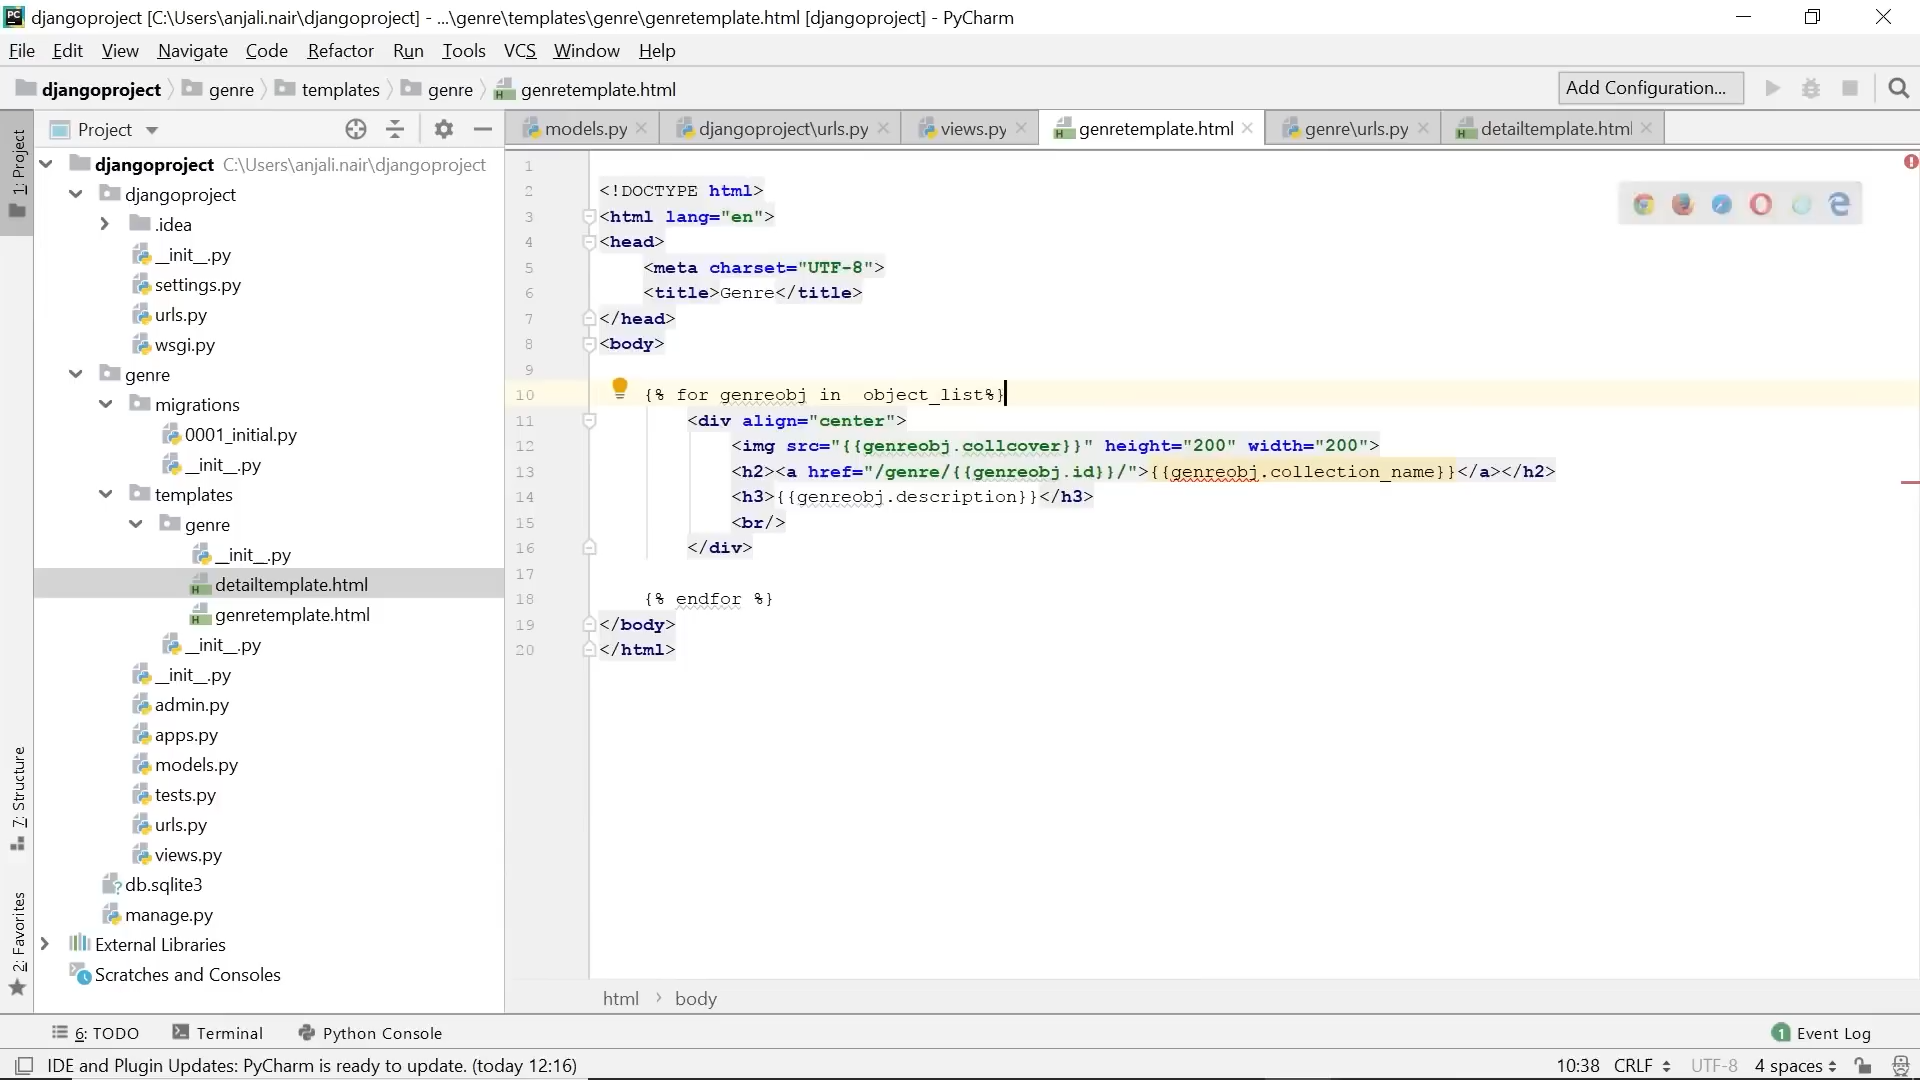 djangoproject [C:\Users\anjali.nair\djangoproject] - ...\genre\templates\genre\genretemplate.html [djangoproject] - PyCharm
File Edit View Navigate Code Refactor Run Tools VCS Window Help
djangoproject genre templates genre genretemplate.html Add Configuration...
Project
models.py djangoproject\urls.py views.py genretemplate.html genre\urls.py detailtemplate.html
1: Project
7: Structure
2: Favorites
djangoproject C:\Users\anjali.nair\djangoproject
djangoproject
.idea
__init__.py
settings.py
urls.py
wsgi.py
genre
migrations
0001_initial.py
__init__.py
templates
genre
__init__.py
detailtemplate.html
genretemplate.html
__init__.py
__init__.py
admin.py
apps.py
models.py
tests.py
urls.py
views.py
db.sqlite3
manage.py
External Libraries
Scratches and Consoles
1
2 <!DOCTYPE html>
3 <html lang="en">
4 <head>
5 <meta charset="UTF-8">
6 <title>Genre</title>
7 </head>
8 <body>
9
10 {% for genreobj in  object_list%}
11 <div align="center">
12 <img src="{{genreobj.collcover}}" height="200" width="200">
13 <h2><a href="/genre/{{genreobj.id}}/">{{genreobj.collection_name}}</a></h2>
14 <h3>{{genreobj.description}}</h3>
15 <br/>
16 </div>
17
18 {% endfor %}
19 </body>
20 </html>
html body
6: TODO Terminal Python Console 1 Event Log
IDE and Plugin Updates: PyCharm is ready to update. (today 12:16) 10:38 CRLF UTF-8 4 spaces